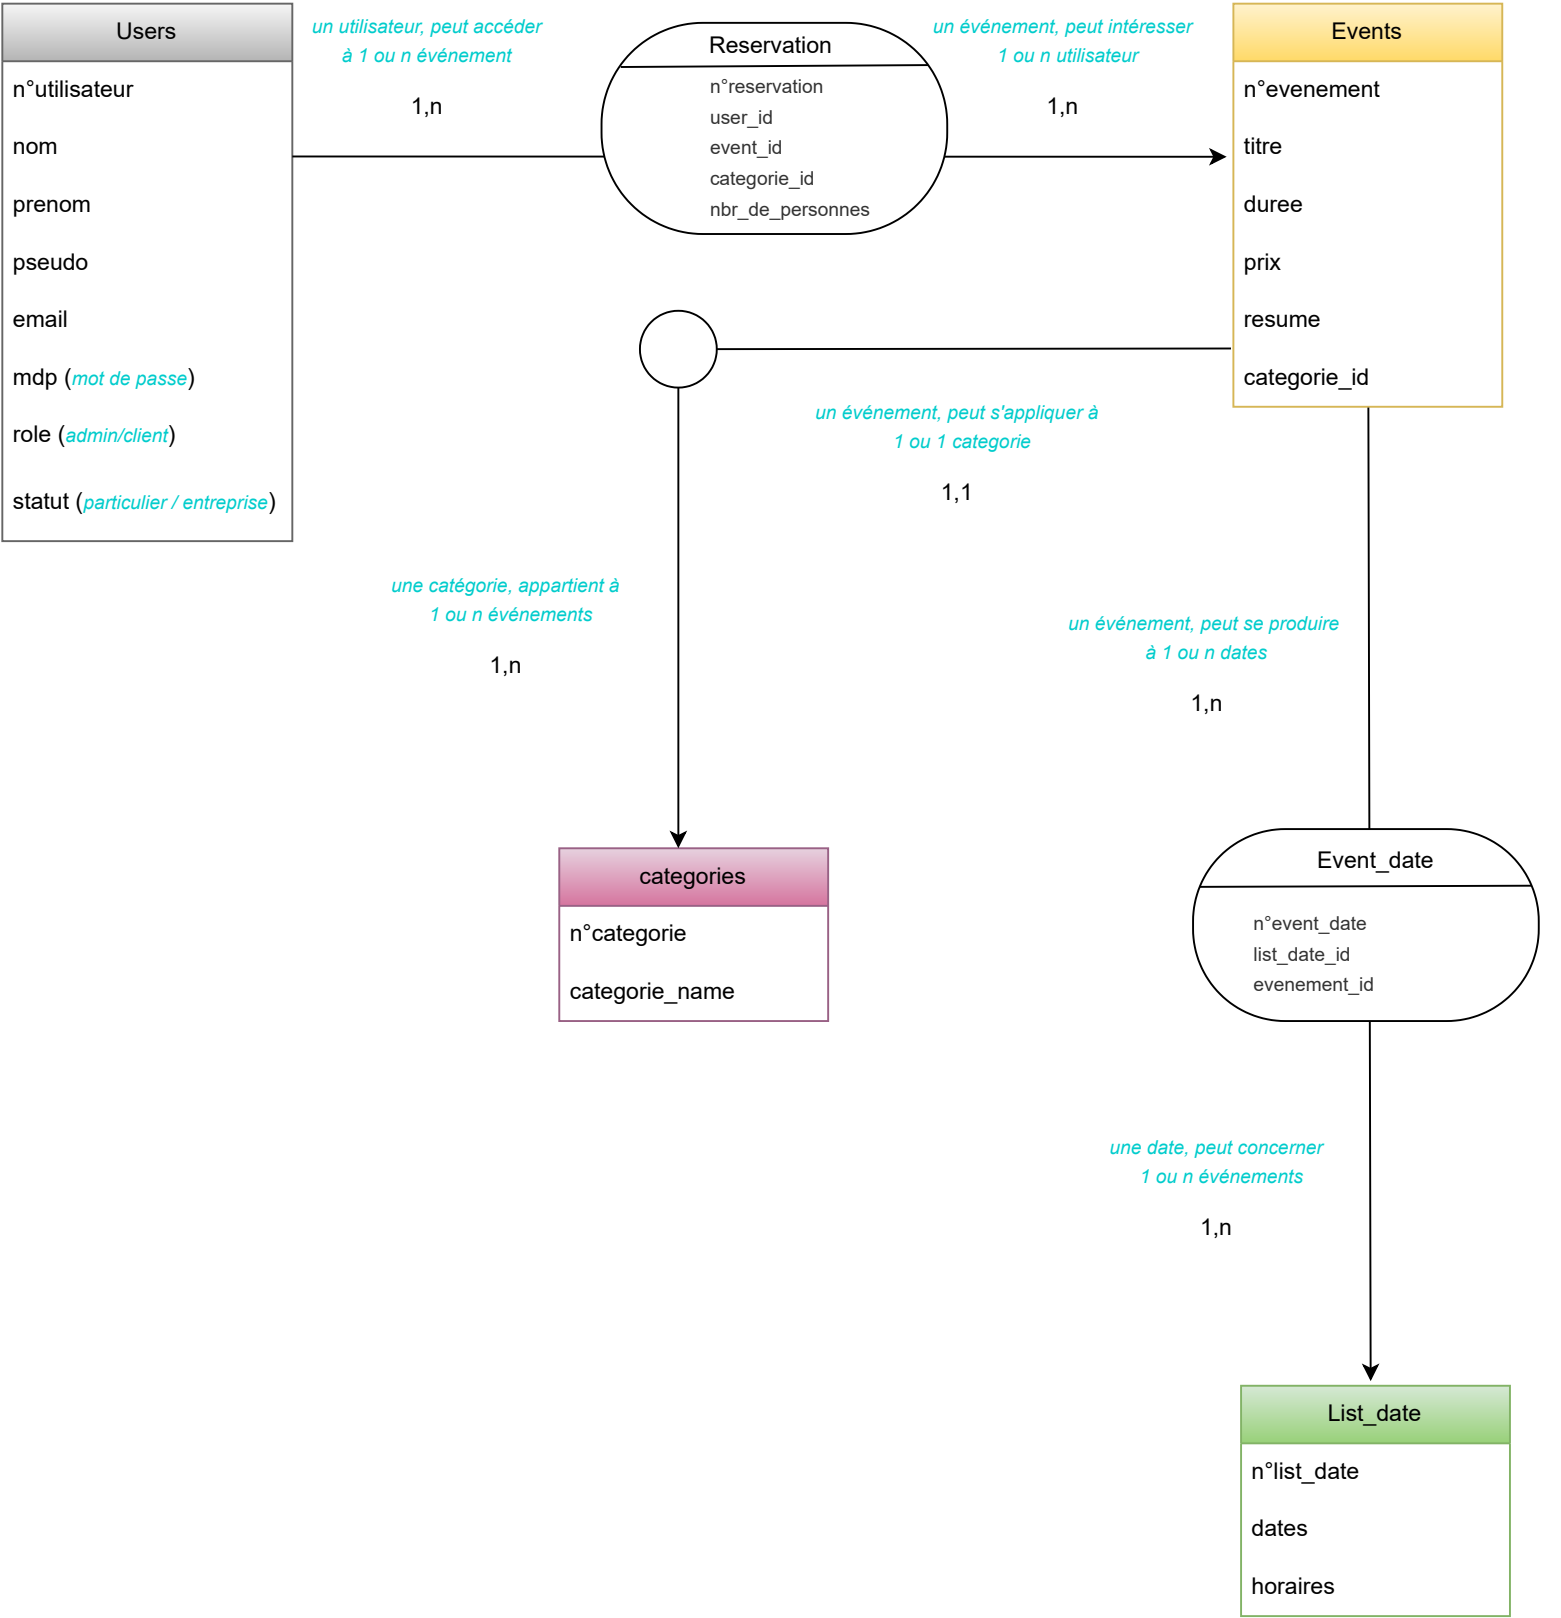 Users
n°utilisateur
nom
prenom
pseudo
email
mdp (mot de passe)
role (admin/client)
statut (particulier / entreprise)
un utilisateur, peut accéder
à 1 ou n événement
1,n
Reservation
n°reservation
user_id
event_id
categorie_id
nbr_de_personnes
un événement, peut intéresser
1 ou n utilisateur
1,n
Events
n°evenement
titre
duree
prix
resume
categorie_id
un événement, peut s'appliquer à
1 ou 1 categorie
1,1
une catégorie, appartient à
1 ou n événements
1,n
un événement, peut se produire
à 1 ou n dates
1,n
categories
n°categorie
categorie_name
Event_date
n°event_date
list_date_id
evenement_id
une date, peut concerner
1 ou n événements
1,n
List_date
n°list_date
dates
horaires